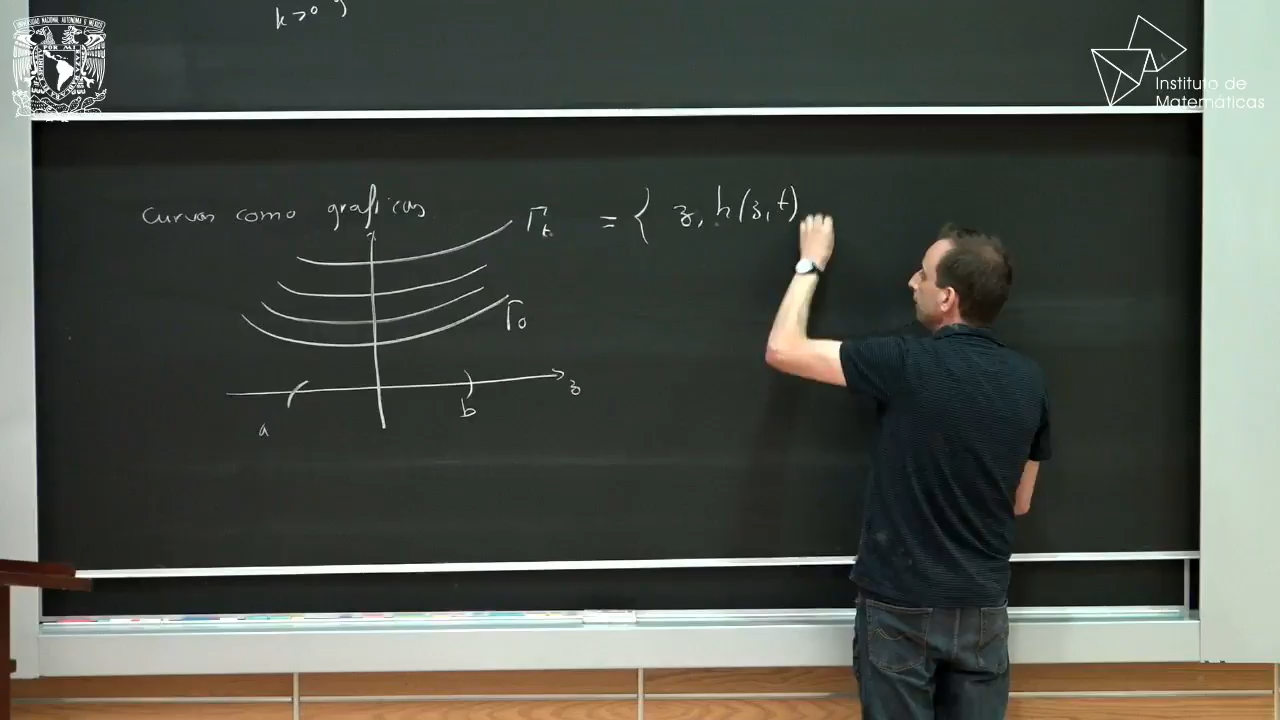 k>0
Instituto de
Matemáticas
Curvas como graficas
Γt = { z, h(z,t)
Γ0
z
a
b